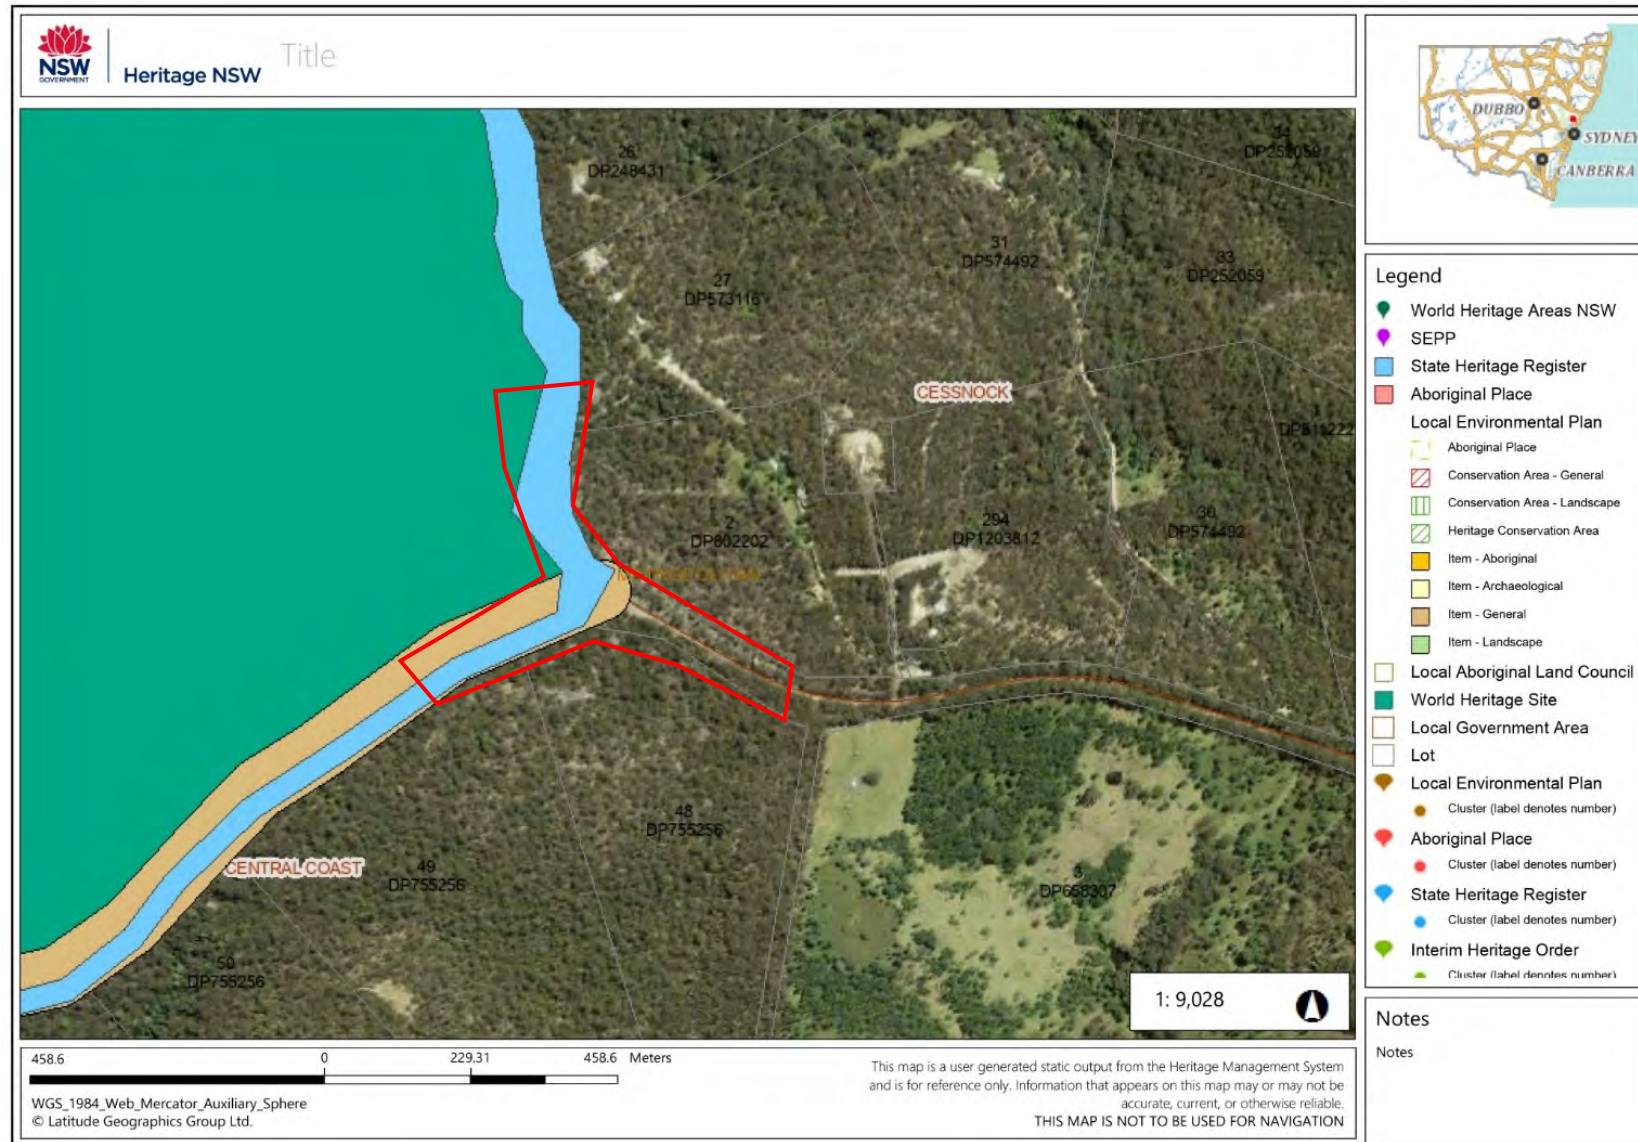 NSW
GOVERNMENT
Heritage NSW
Title
DUBBO
SYDNEY
CANBERRA
26
DP248431
34
DP252059
31
DP574492
33
DP252059
27
DP573116
CESSNOCK
DP811222
2
DP802202
294
DP1203812
30
DP574492
48
DP755256
CENTRAL COAST
49
DP755256
3
DP658307
50
DP755256
1: 9,028
Legend
World Heritage Areas NSW
SEPP
State Heritage Register
Aboriginal Place
Local Environmental Plan
Aboriginal Place
Conservation Area - General
Conservation Area - Landscape
Heritage Conservation Area
Item - Aboriginal
Item - Archaeological
Item - General
Item - Landscape
Local Aboriginal Land Council
World Heritage Site
Local Government Area
Lot
Local Environmental Plan
Cluster (label denotes number)
Aboriginal Place
Cluster (label denotes number)
State Heritage Register
Cluster (label denotes number)
Interim Heritage Order
Cluster (label denotes number)
Notes
Notes
458.6 0 229.31 458.6 Meters
WGS_1984_Web_Mercator_Auxiliary_Sphere
© Latitude Geographics Group Ltd.
This map is a user generated static output from the Heritage Management System
and is for reference only. Information that appears on this map may or may not be
accurate, current, or otherwise reliable.
THIS MAP IS NOT TO BE USED FOR NAVIGATION